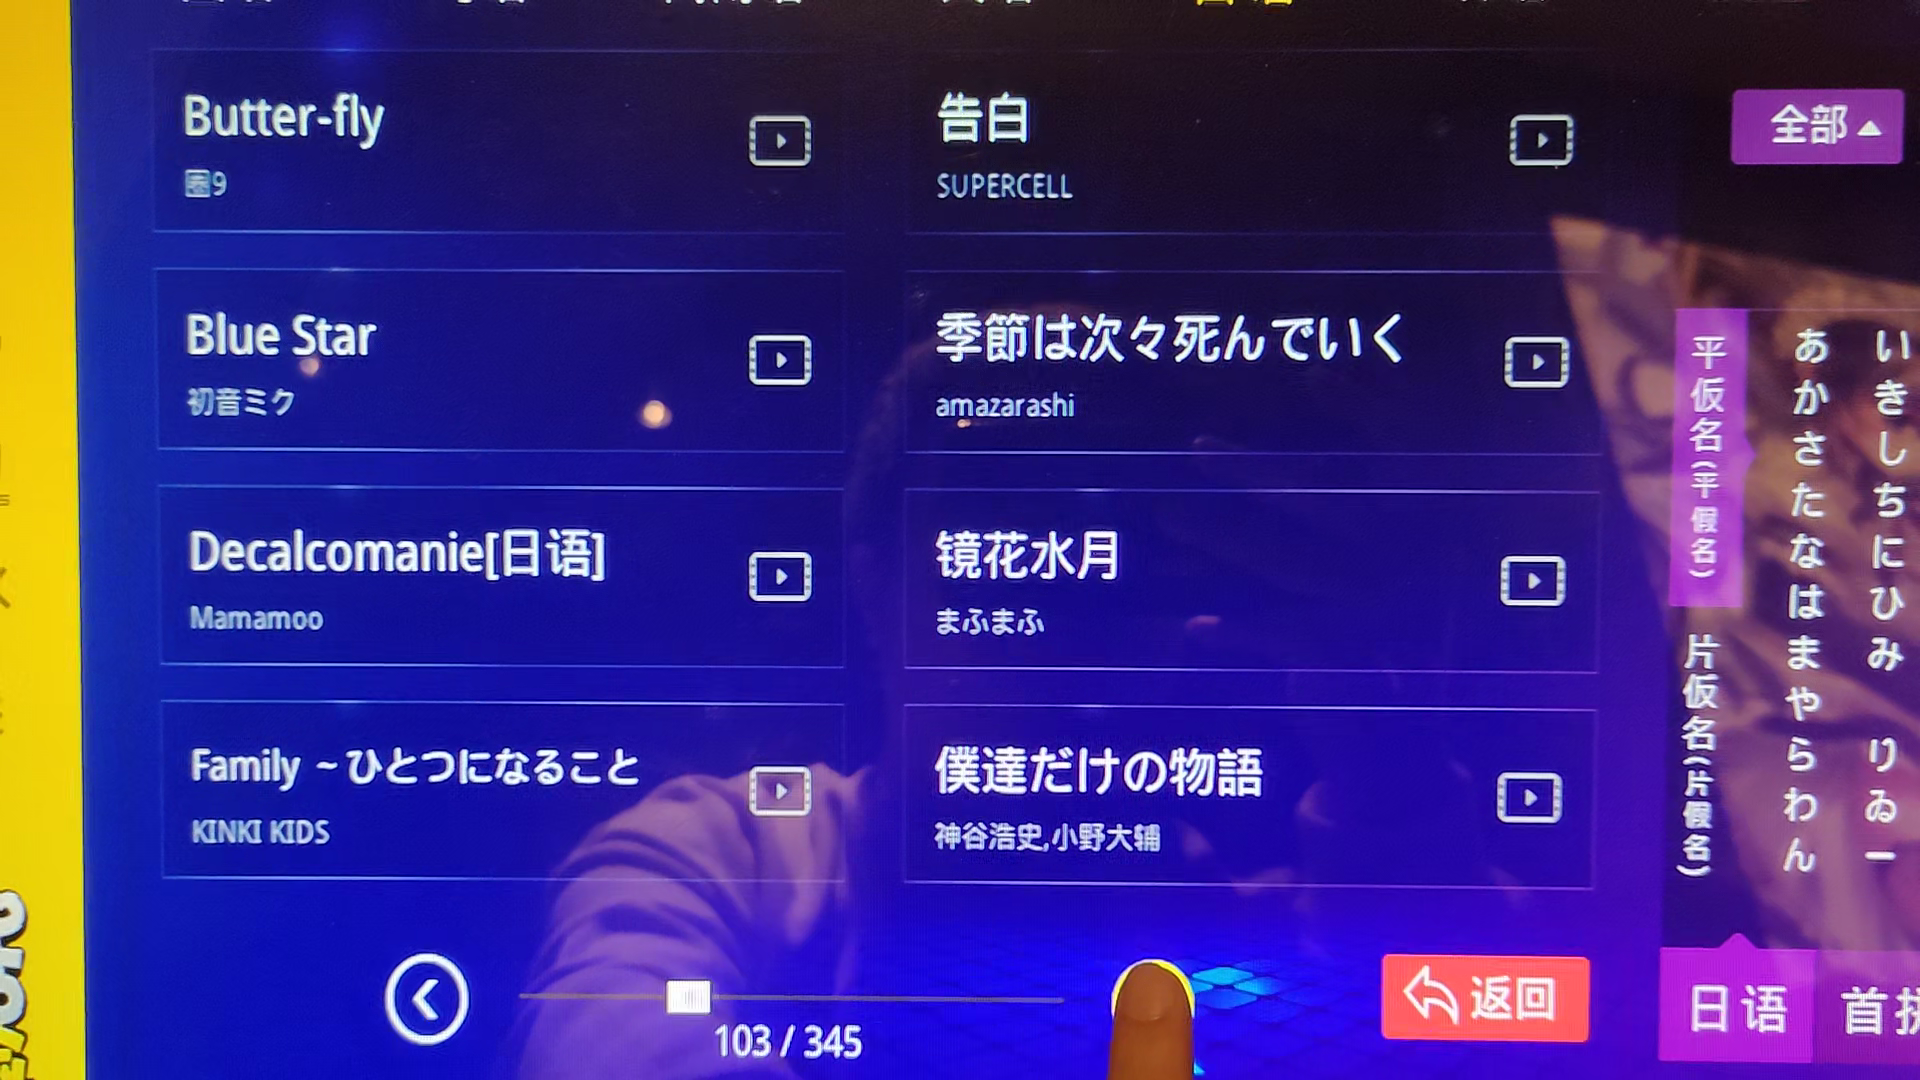 Butter-fly
圈9
告白
SUPERCELL
全部
Blue Star
初音ミク
季節は次々死んでいく
amazarashi
Decalcomanie[日语]
Mamamoo
镜花水月
まふまふ
Family ~ひとつになること
KINKI KIDS
僕達だけの物語
神谷浩史,小野大辅
平仮名(平假名)
片仮名(片假名)
あかさたなはまやらわん
いきしちにひみ りゐー
103 / 345
返回
日语
首拼